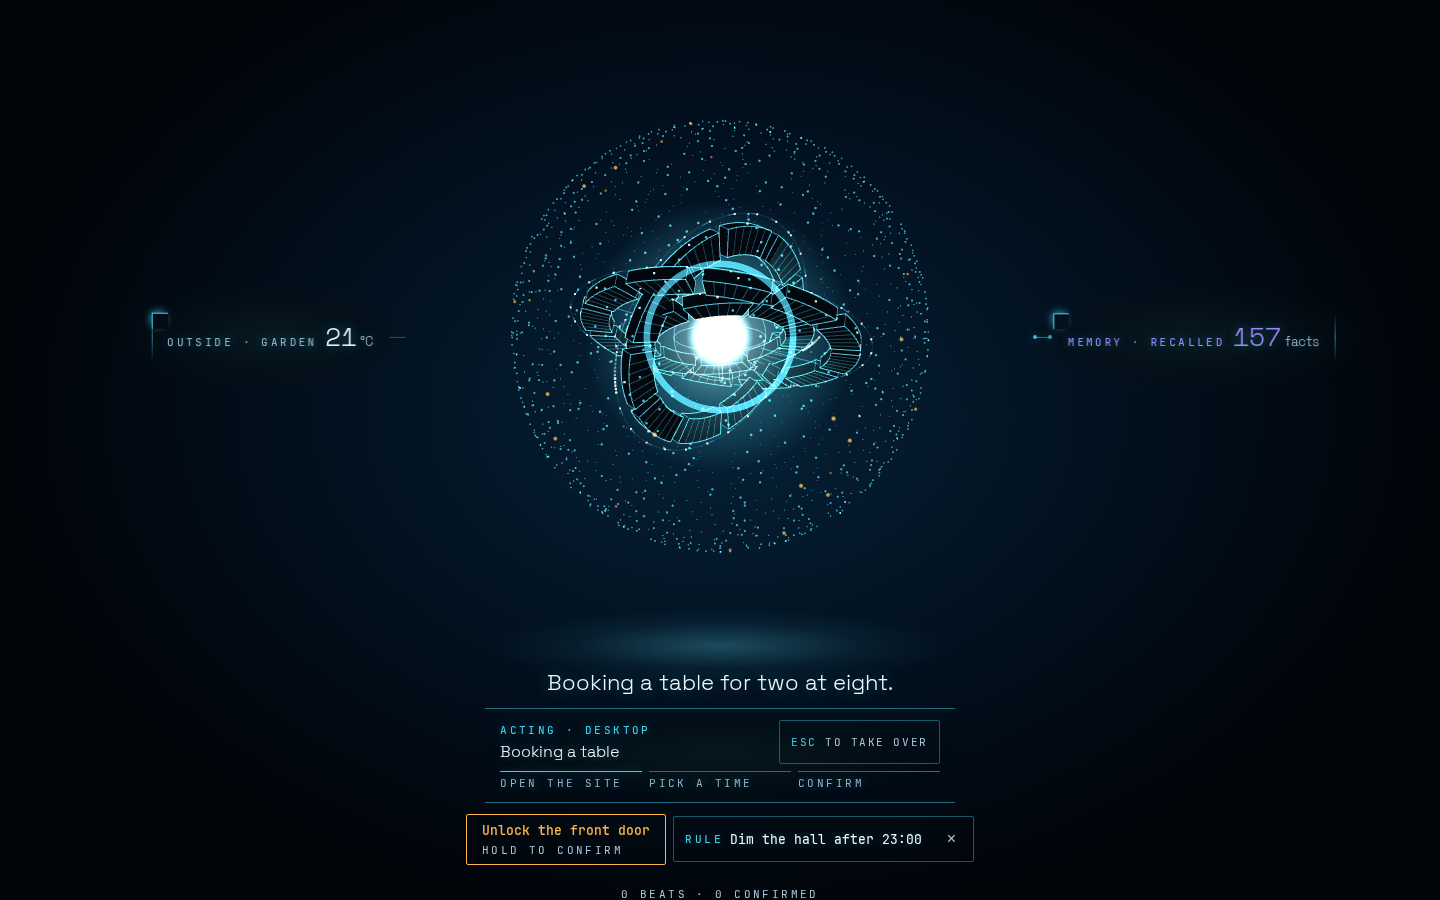 OUTSIDE · GARDEN 21 °C
MEMORY · RECALLED 157 facts
Booking a table for two at eight.
ACTING · DESKTOP
Booking a table
ESC TO TAKE OVER
OPEN THE SITE PICK A TIME CONFIRM
Unlock the front door
HOLD TO CONFIRM
RULE Dim the hall after 23:00 ×
0 BEATS · 0 CONFIRMED